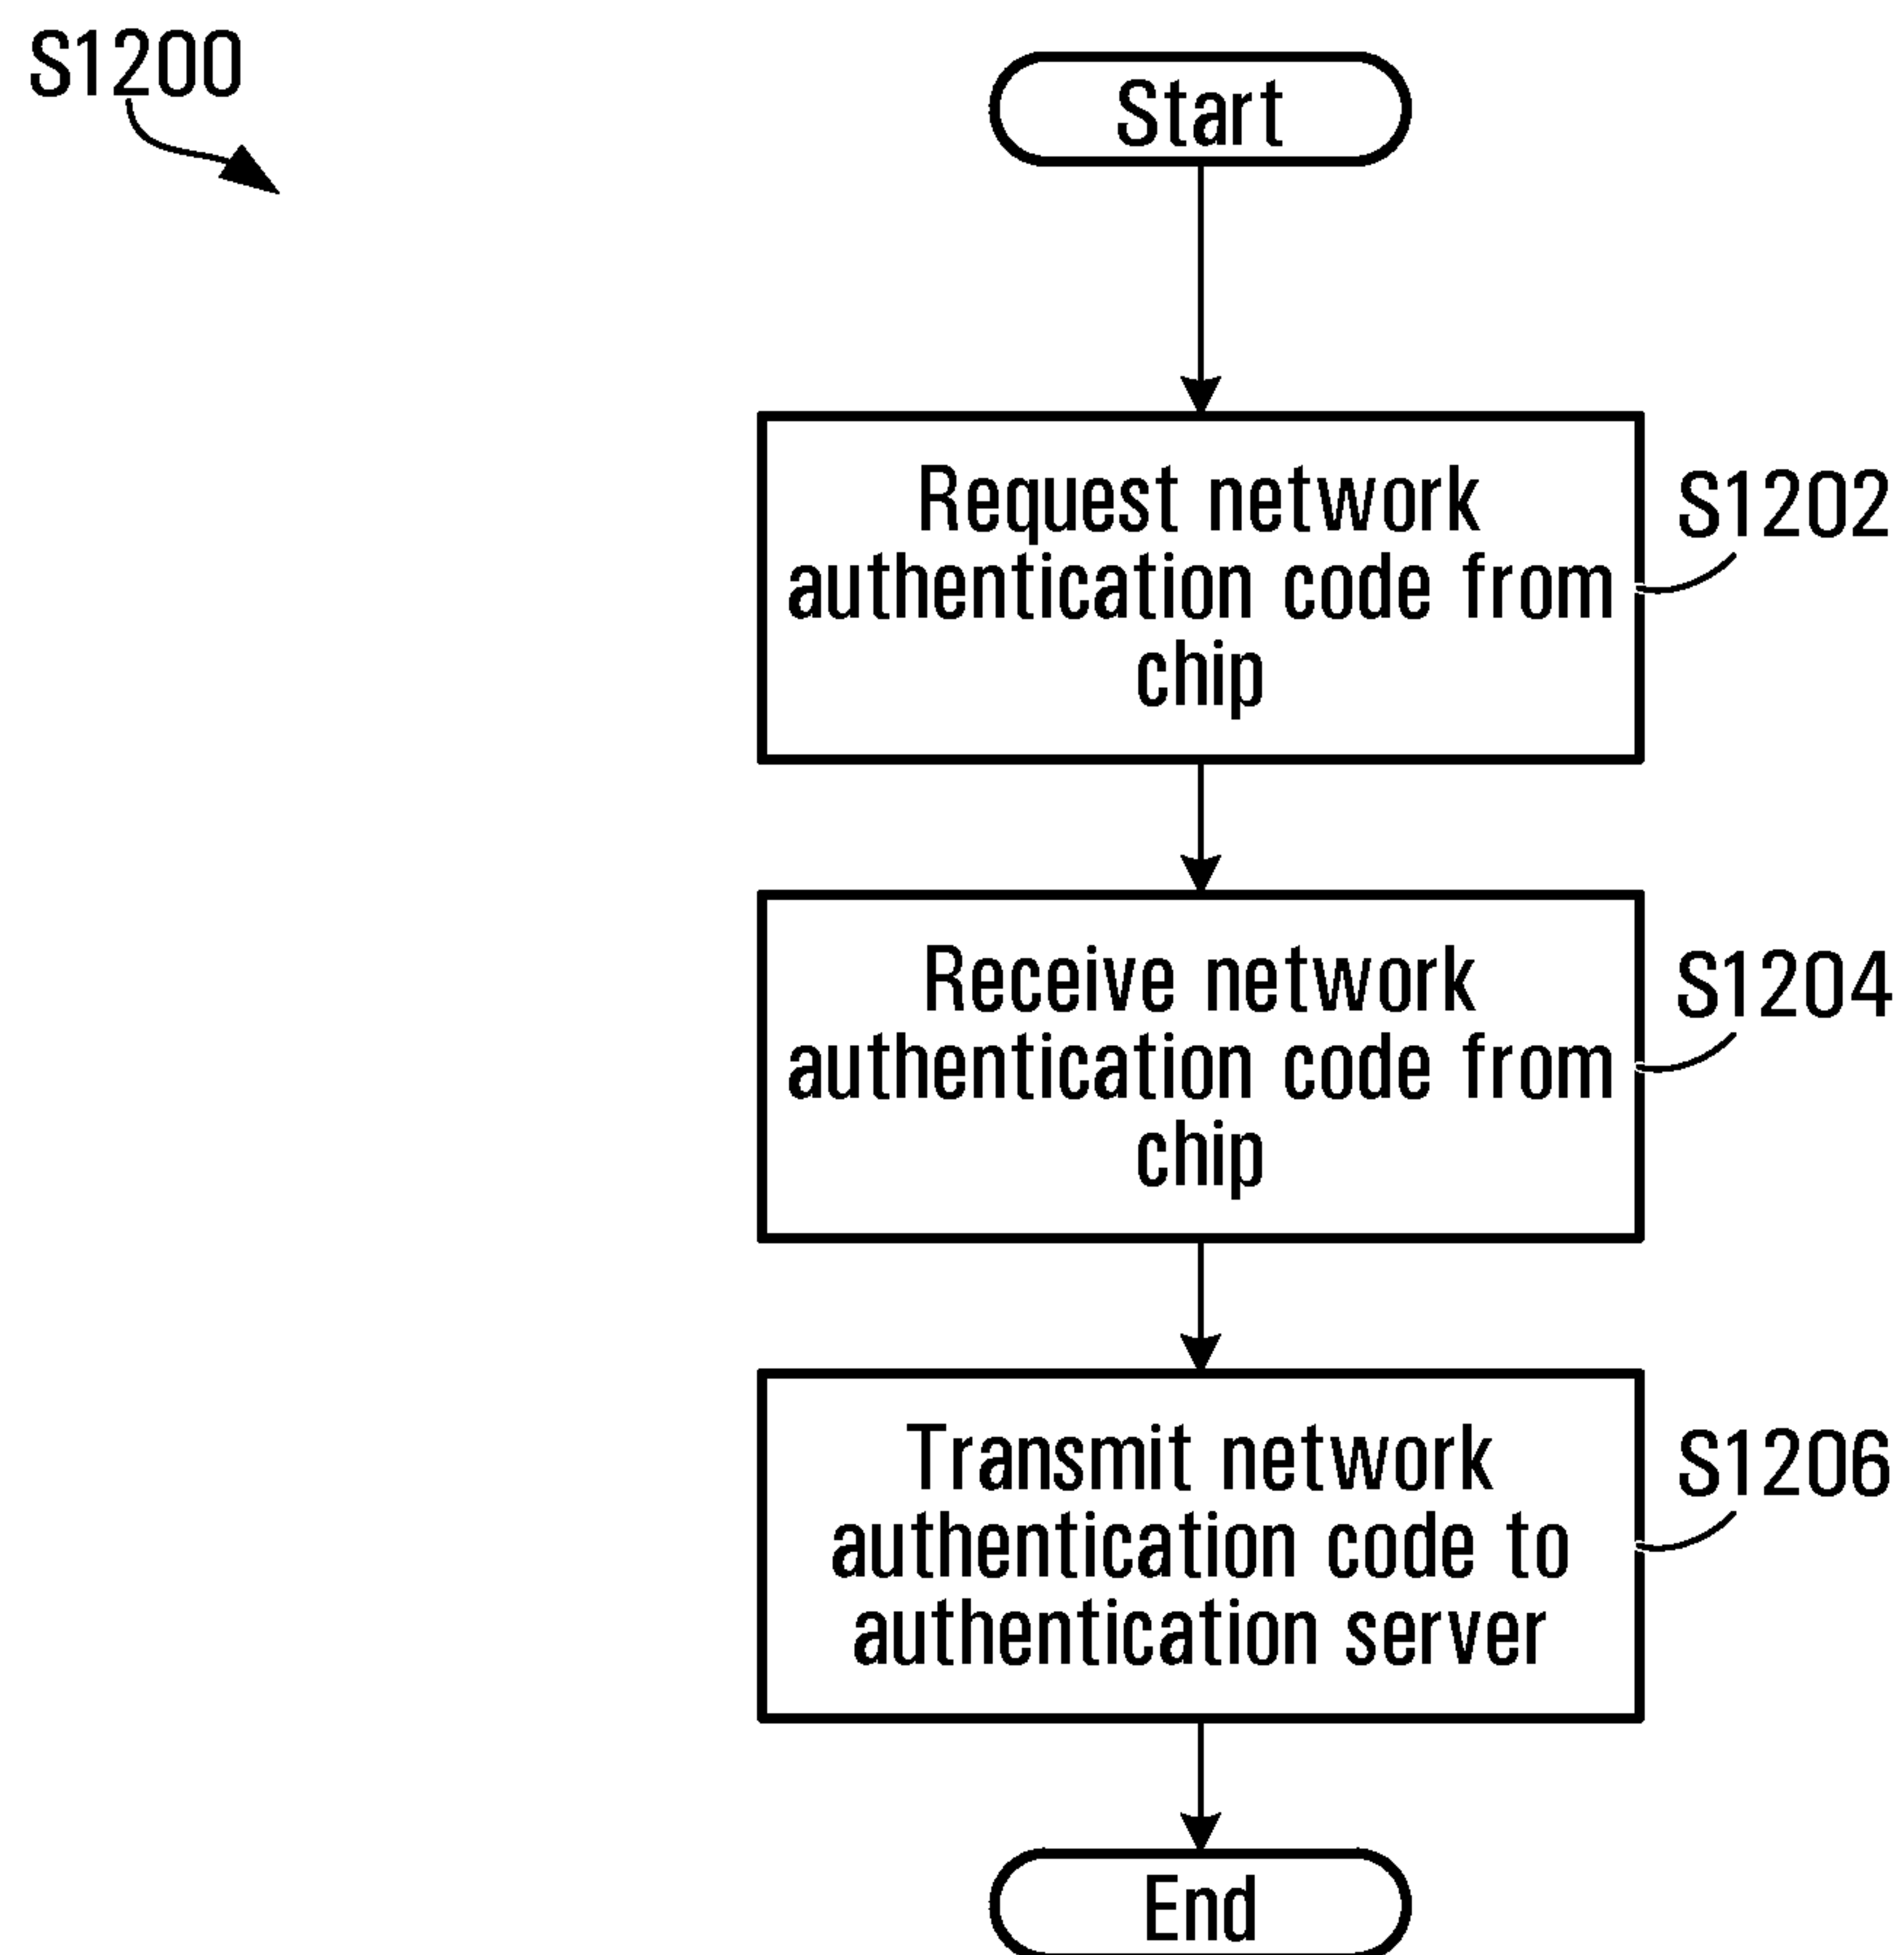 S1200
Start
Request network
authentication code from
chip
S1202
Receive network
authentication code from
chip
S1204
Transmit network
authentication code to
authentication server
S1206
End